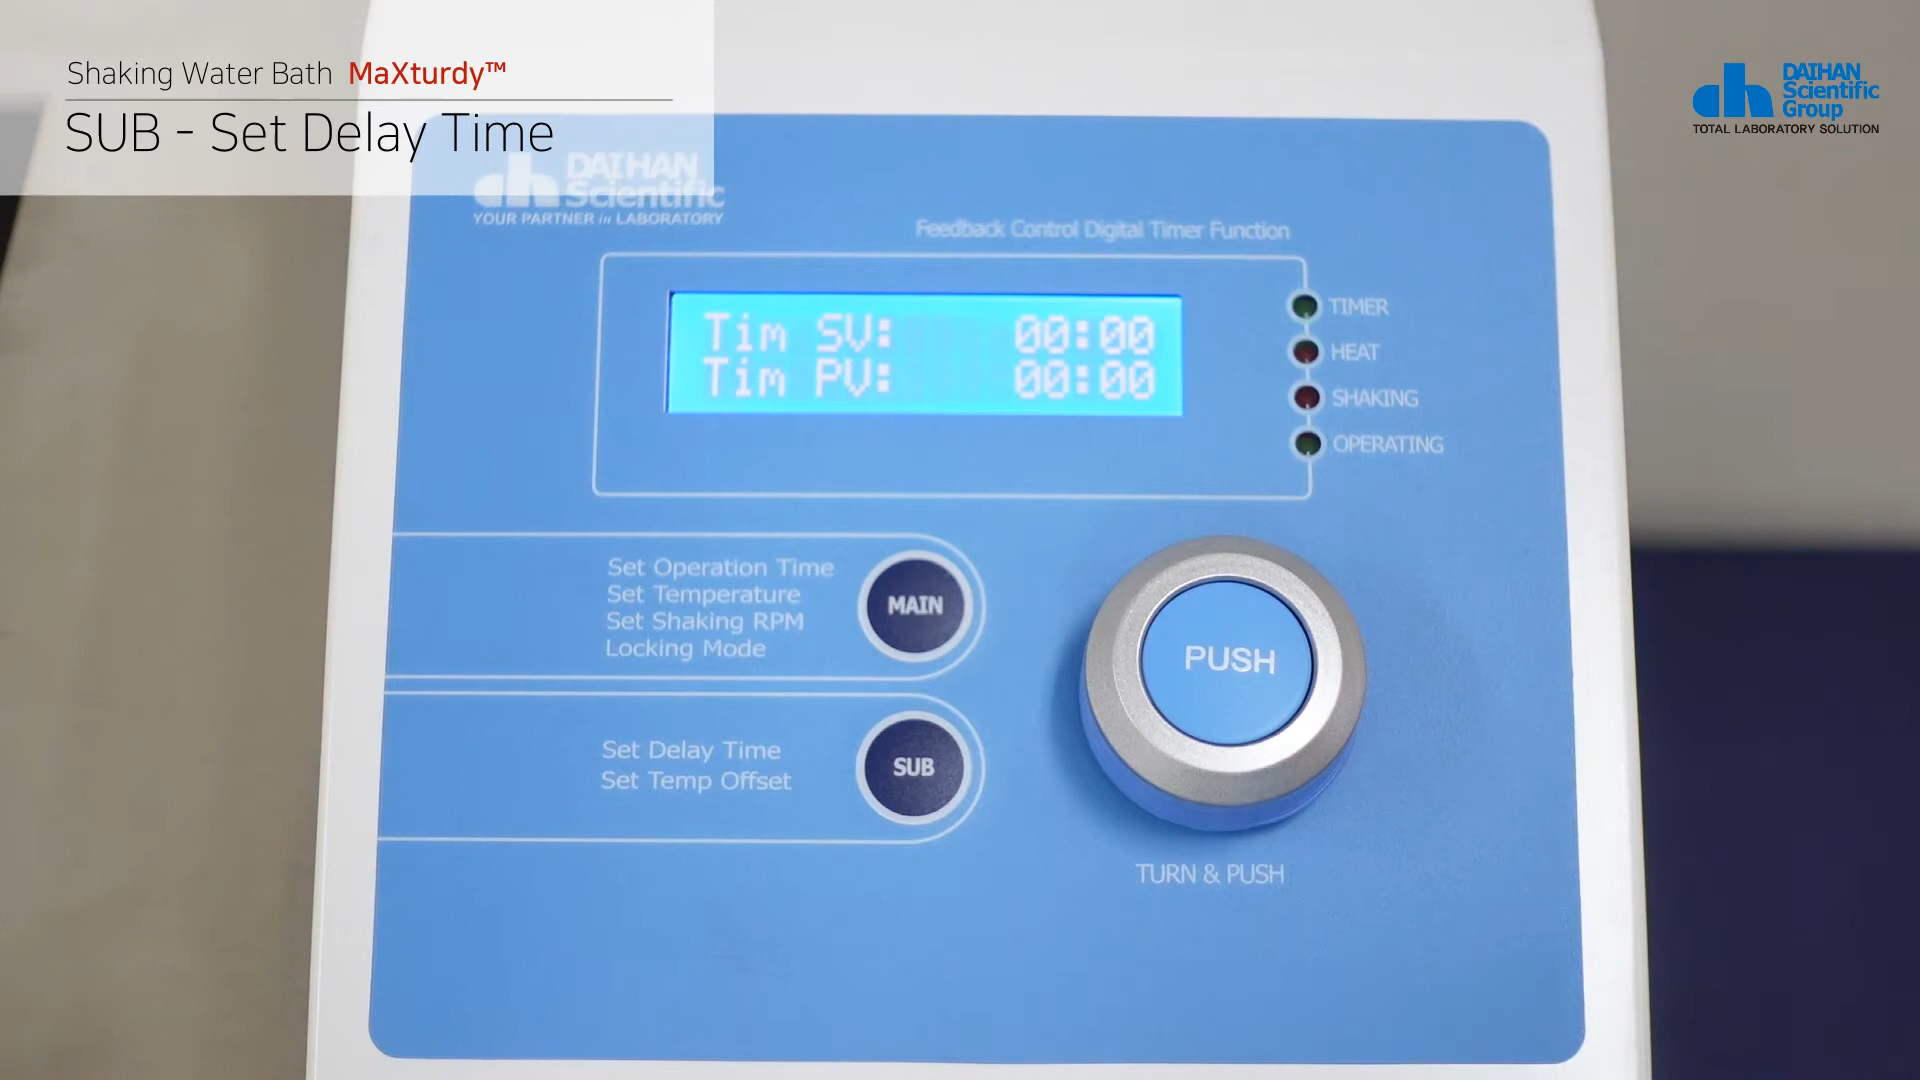 Shaking Water Bath MaXturdy™
SUB - Set Delay Time
DAIHAN
Scientific
Group
TOTAL LABORATORY SOLUTION
DAIHAN
Scientific
YOUR PARTNER in LABORATORY
Feedback Control Digital Timer Function
Tim SV: 00:00
Tim PV: 00:00
TIMER
HEAT
SHAKING
OPERATING
Set Operation Time
Set Temperature
Set Shaking RPM
Locking Mode
MAIN
Set Delay Time
Set Temp Offset
SUB
PUSH
TURN & PUSH